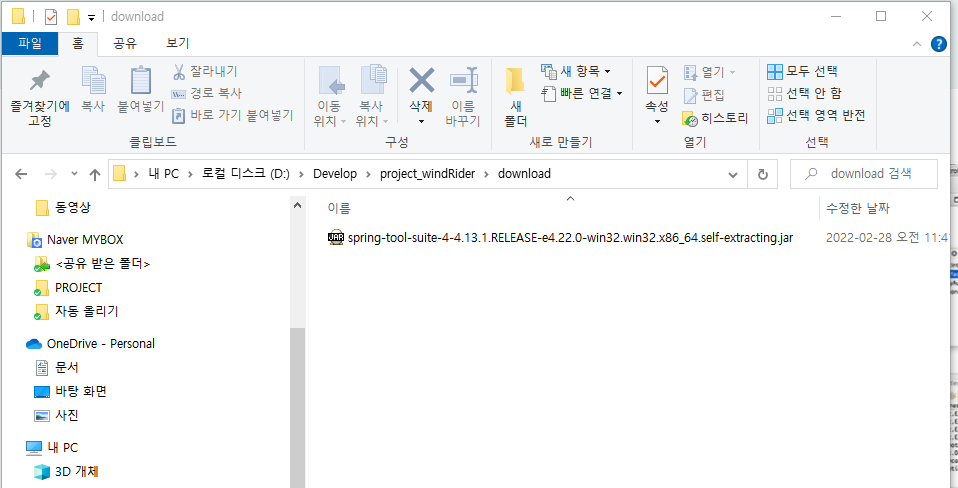 download
파일 홈 공유 보기
즐겨찾기에 고정
복사
붙여넣기
잘라내기
경로 복사
바로 가기 붙여넣기
클립보드
이동 위치
복사 위치
삭제
이름 바꾸기
구성
새 폴더
새 항목
빠른 연결
새로 만들기
속성
열기
편집
히스토리
열기
모두 선택
선택 안 함
선택 영역 반전
선택
내 PC > 로컬 디스크 (D:) > Develop > project_windRider > download
download 검색
동영상
Naver MYBOX
<공유 받은 폴더>
PROJECT
자동 올리기
OneDrive - Personal
문서
바탕 화면
사진
내 PC
3D 개체
이름 수정한 날짜
JAR spring-tool-suite-4-4.13.1.RELEASE-e4.22.0-win32.win32.x86_64.self-extracting.jar 2022-02-28 오전 11:4